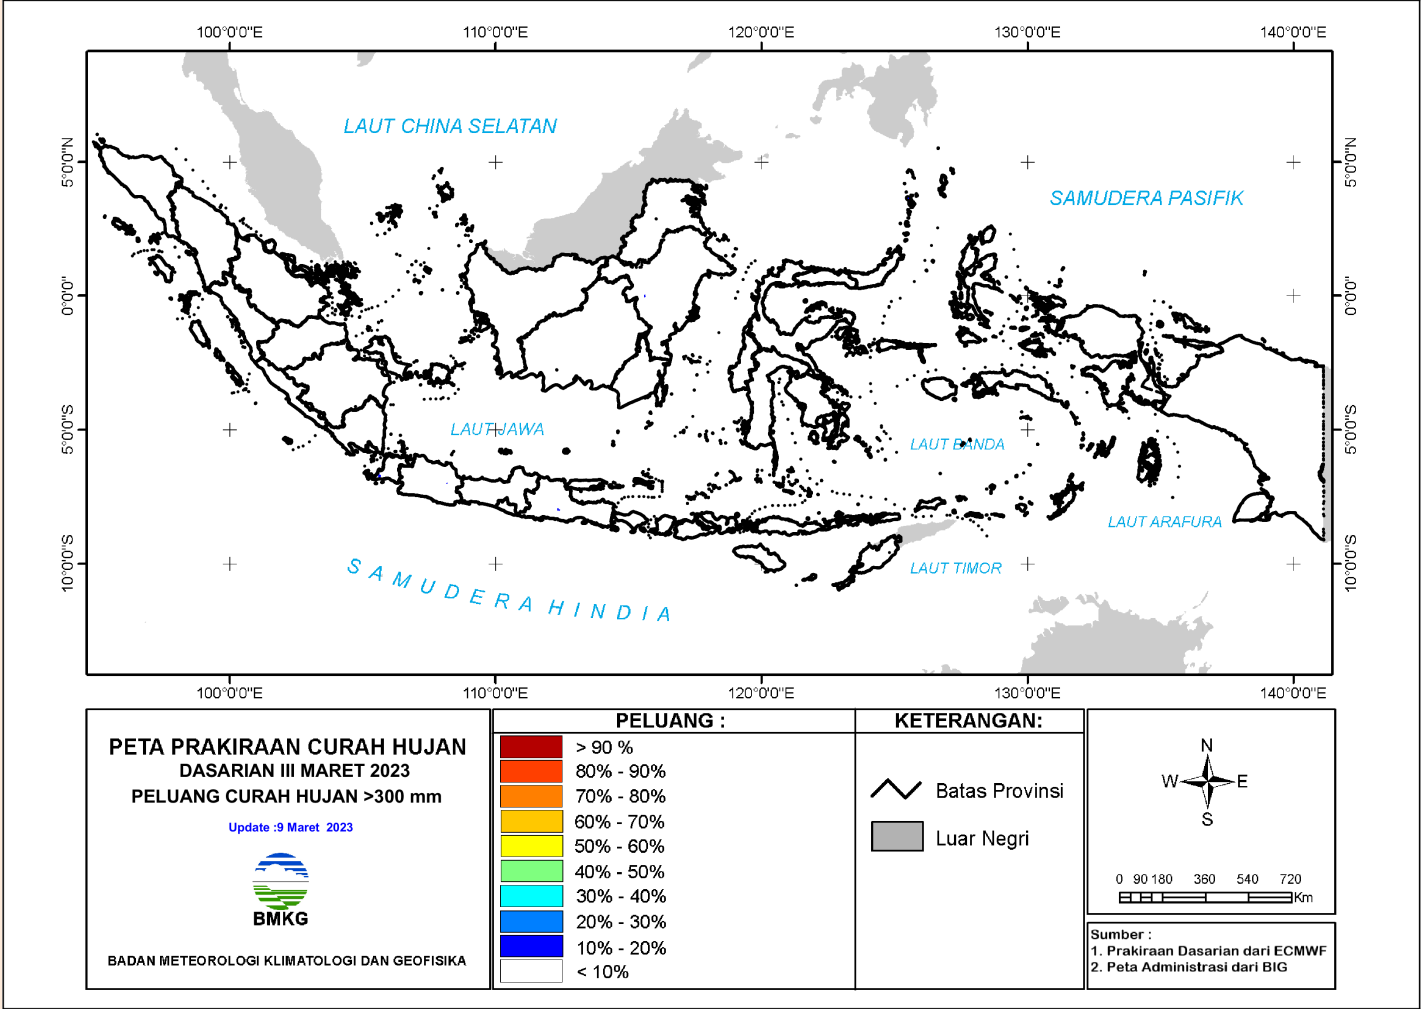 100°0'0"E 110°0'0"E 120°0'0"E 130°0'0"E 140°0'0"E
LAUT CHINA SELATAN
5°0'0"N 5°0'0"N
SAMUDERA PASIFIK
0°0'0" 0°0'0"
5°0'0"S 5°0'0"S
LAUT JAWA
LAUT BANDA
LAUT ARAFURA
10°0'0"S 10°0'0"S
LAUT TIMOR
SAMUDERA HINDIA
100°0'0"E 110°0'0"E 120°0'0"E 130°0'0"E 140°0'0"E
PETA PRAKIRAAN CURAH HUJAN
DASARIAN III MARET 2023
PELUANG CURAH HUJAN >300 mm
Update :9 Maret 2023
BMKG
BADAN METEOROLOGI KLIMATOLOGI DAN GEOFISIKA
PELUANG :
> 90 %
80% - 90%
70% - 80%
60% - 70%
50% - 60%
40% - 50%
30% - 40%
20% - 30%
10% - 20%
< 10%
KETERANGAN:
Batas Provinsi
Luar Negri
N
W E
S
0 90 180 360 540 720
Km
Sumber :
1. Prakiraan Dasarian dari ECMWF
2. Peta Administrasi dari BIG